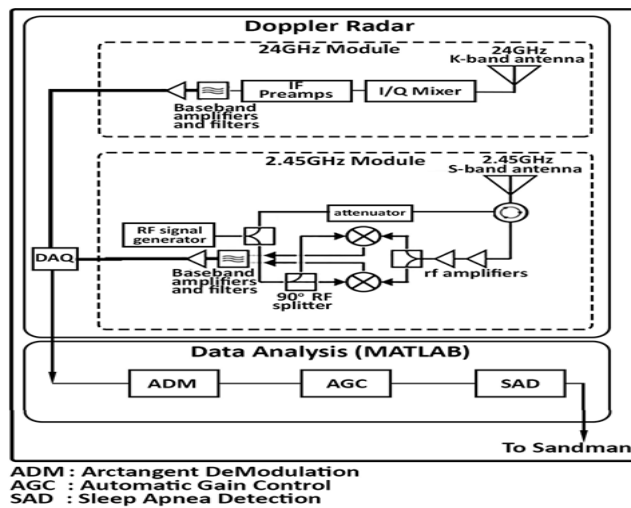 Doppler Radar
24GHz Module
24GHz
K-band antenna
IF
Preamps
I/Q Mixer
Baseband
amplifiers
and filters
2.45GHz Module
2.45GHz
S-band antenna
attenuator
RF signal
generator
DAQ
Baseband
amplifiers
and filters
90° RF
splitter
rf amplifiers
Data Analysis (MATLAB)
ADM
AGC
SAD
To Sandman
ADM : Arctangent DeModulation
AGC : Automatic Gain Control
SAD : Sleep Apnea Detection